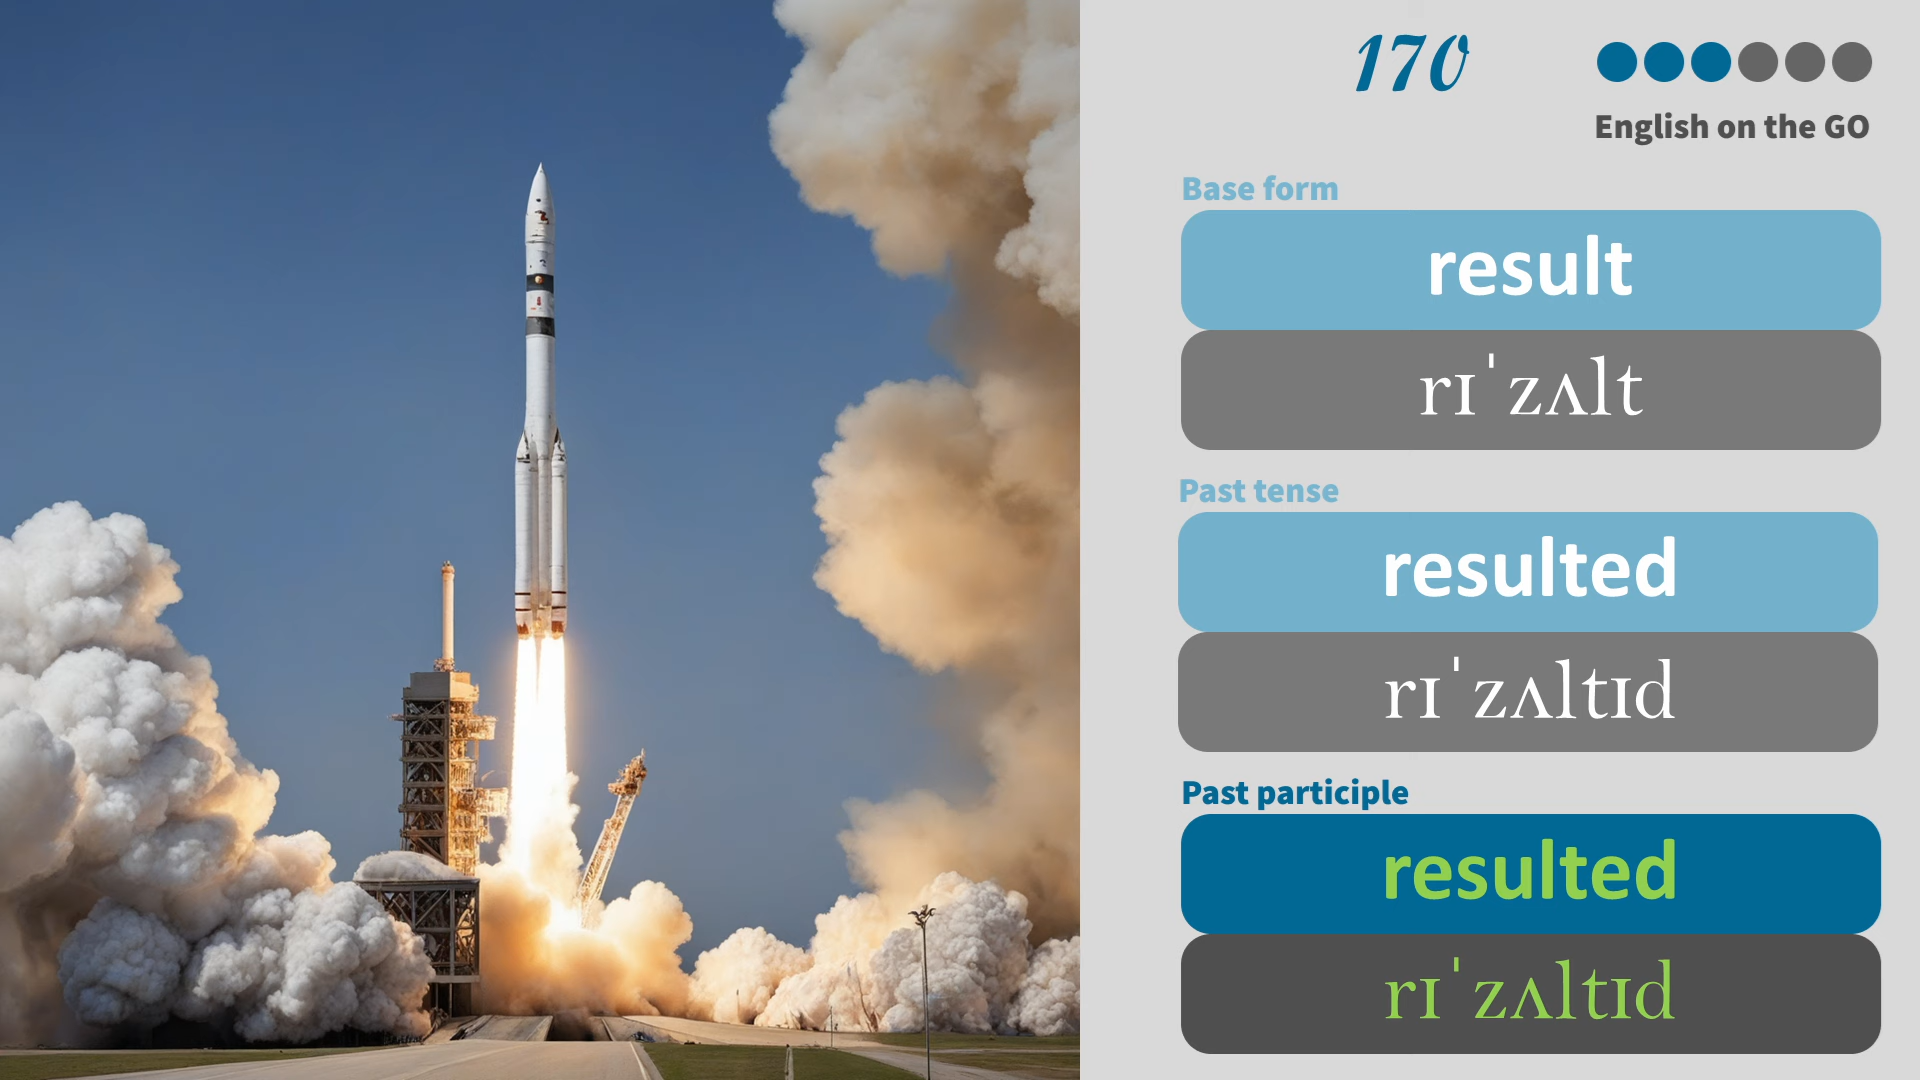 170
English on the GO
Base form
result
rɪˈzʌlt
Past tense
resulted
rɪˈzʌltɪd
Past participle
resulted
rɪˈzʌltɪd